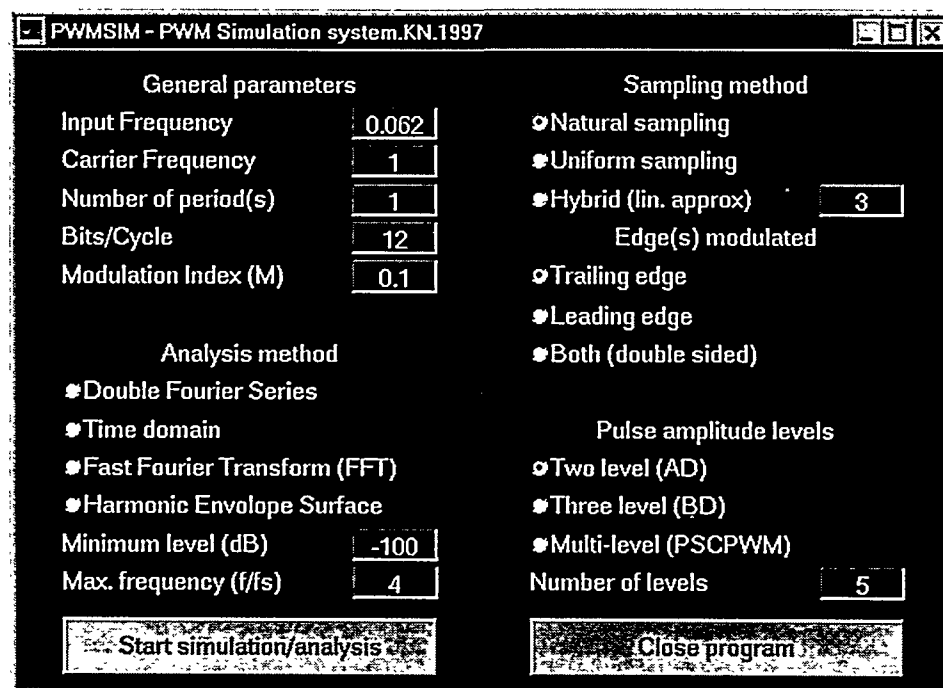 PWMSIM - PWM Simulation system.KN.1997
General parameters
Input Frequency 0.062
Carrier Frequency 1
Number of period(s) 1
Bits/Cycle 12
Modulation Index (M) 0.1
Analysis method
Double Fourier Series
Time domain
Fast Fourier Transform (FFT)
Harmonic Envolope Surface
Minimum level (dB) -100
Max. frequency (f/fs) 4
Start simulation/analysis
Sampling method
Natural sampling
Uniform sampling
Hybrid (lin. approx) 3
Edge(s) modulated
Trailing edge
Leading edge
Both (double sided)
Pulse amplitude levels
Two level (AD)
Three level (BD)
Multi-level (PSCPWM)
Number of levels 5
Close program